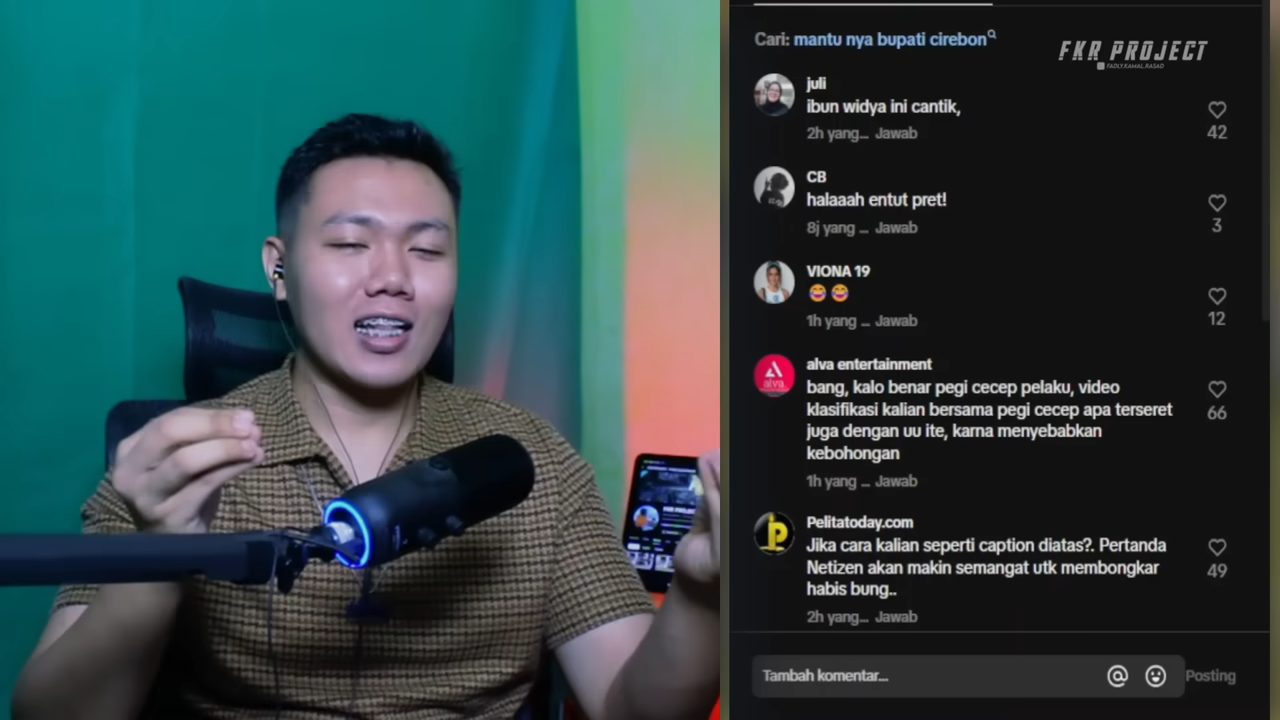 Cari: mantu nya bupati cirebon
FKR PROJECT
FADLY.KAMAL.RASAD
juli
ibun widya ini cantik,
2h yang... Jawab
42
CB
halaaah entut pret!
8j yang ... Jawab
3
VIONA 19
😂😂
1h yang ... Jawab
12
alva entertainment
bang, kalo benar pegi cecep pelaku, video
klasifikasi kalian bersama pegi cecep apa terseret
juga dengan uu ite, karna menyebabkan
kebohongan
1h yang ... Jawab
66
alva
Pelitatoday.com
Jika cara kalian seperti caption diatas?. Pertanda
Netizen akan makin semangat utk membongkar
habis bung..
2h yang... Jawab
49
Tambah komentar...
Posting